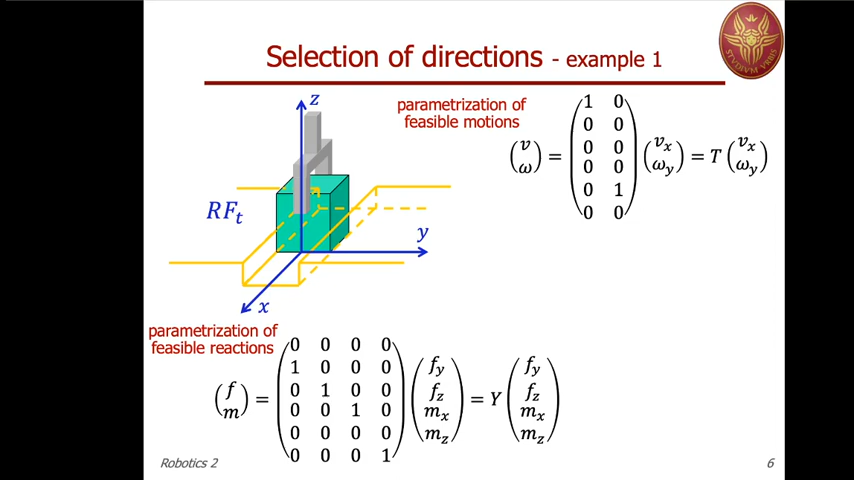 Selection of directions - example 1
STVDIVM VRBIS
parametrization of
feasible motions
z
RF_t
y
x
(v ω) = (1 0
0 0
0 0
0 0
0 1
0 0) (v_x ω_y) = T (v_x ω_y)
parametrization of
feasible reactions
(f m) = (0 0 0 0
1 0 0 0
0 1 0 0
0 0 1 0
0 0 0 0
0 0 0 1) (f_y f_z m_x m_z) = Y (f_y f_z m_x m_z)
Robotics 2
6